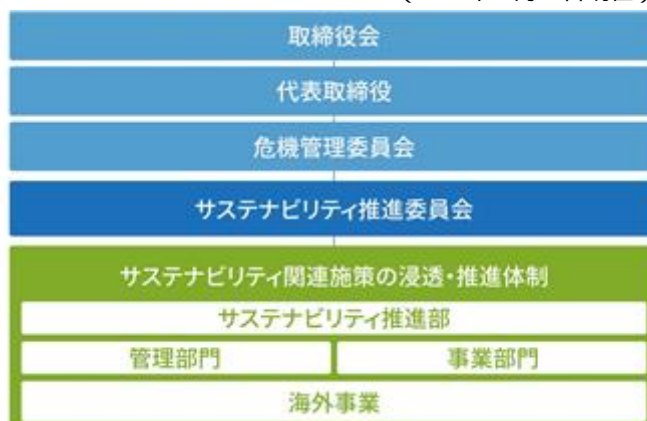 取締役会
代表取締役
危機管理委員会
サステナビリティ推進委員会
サステナビリティ関連施策の浸透・推進体制
サステナビリティ推進部
管理部門 事業部門
海外事業